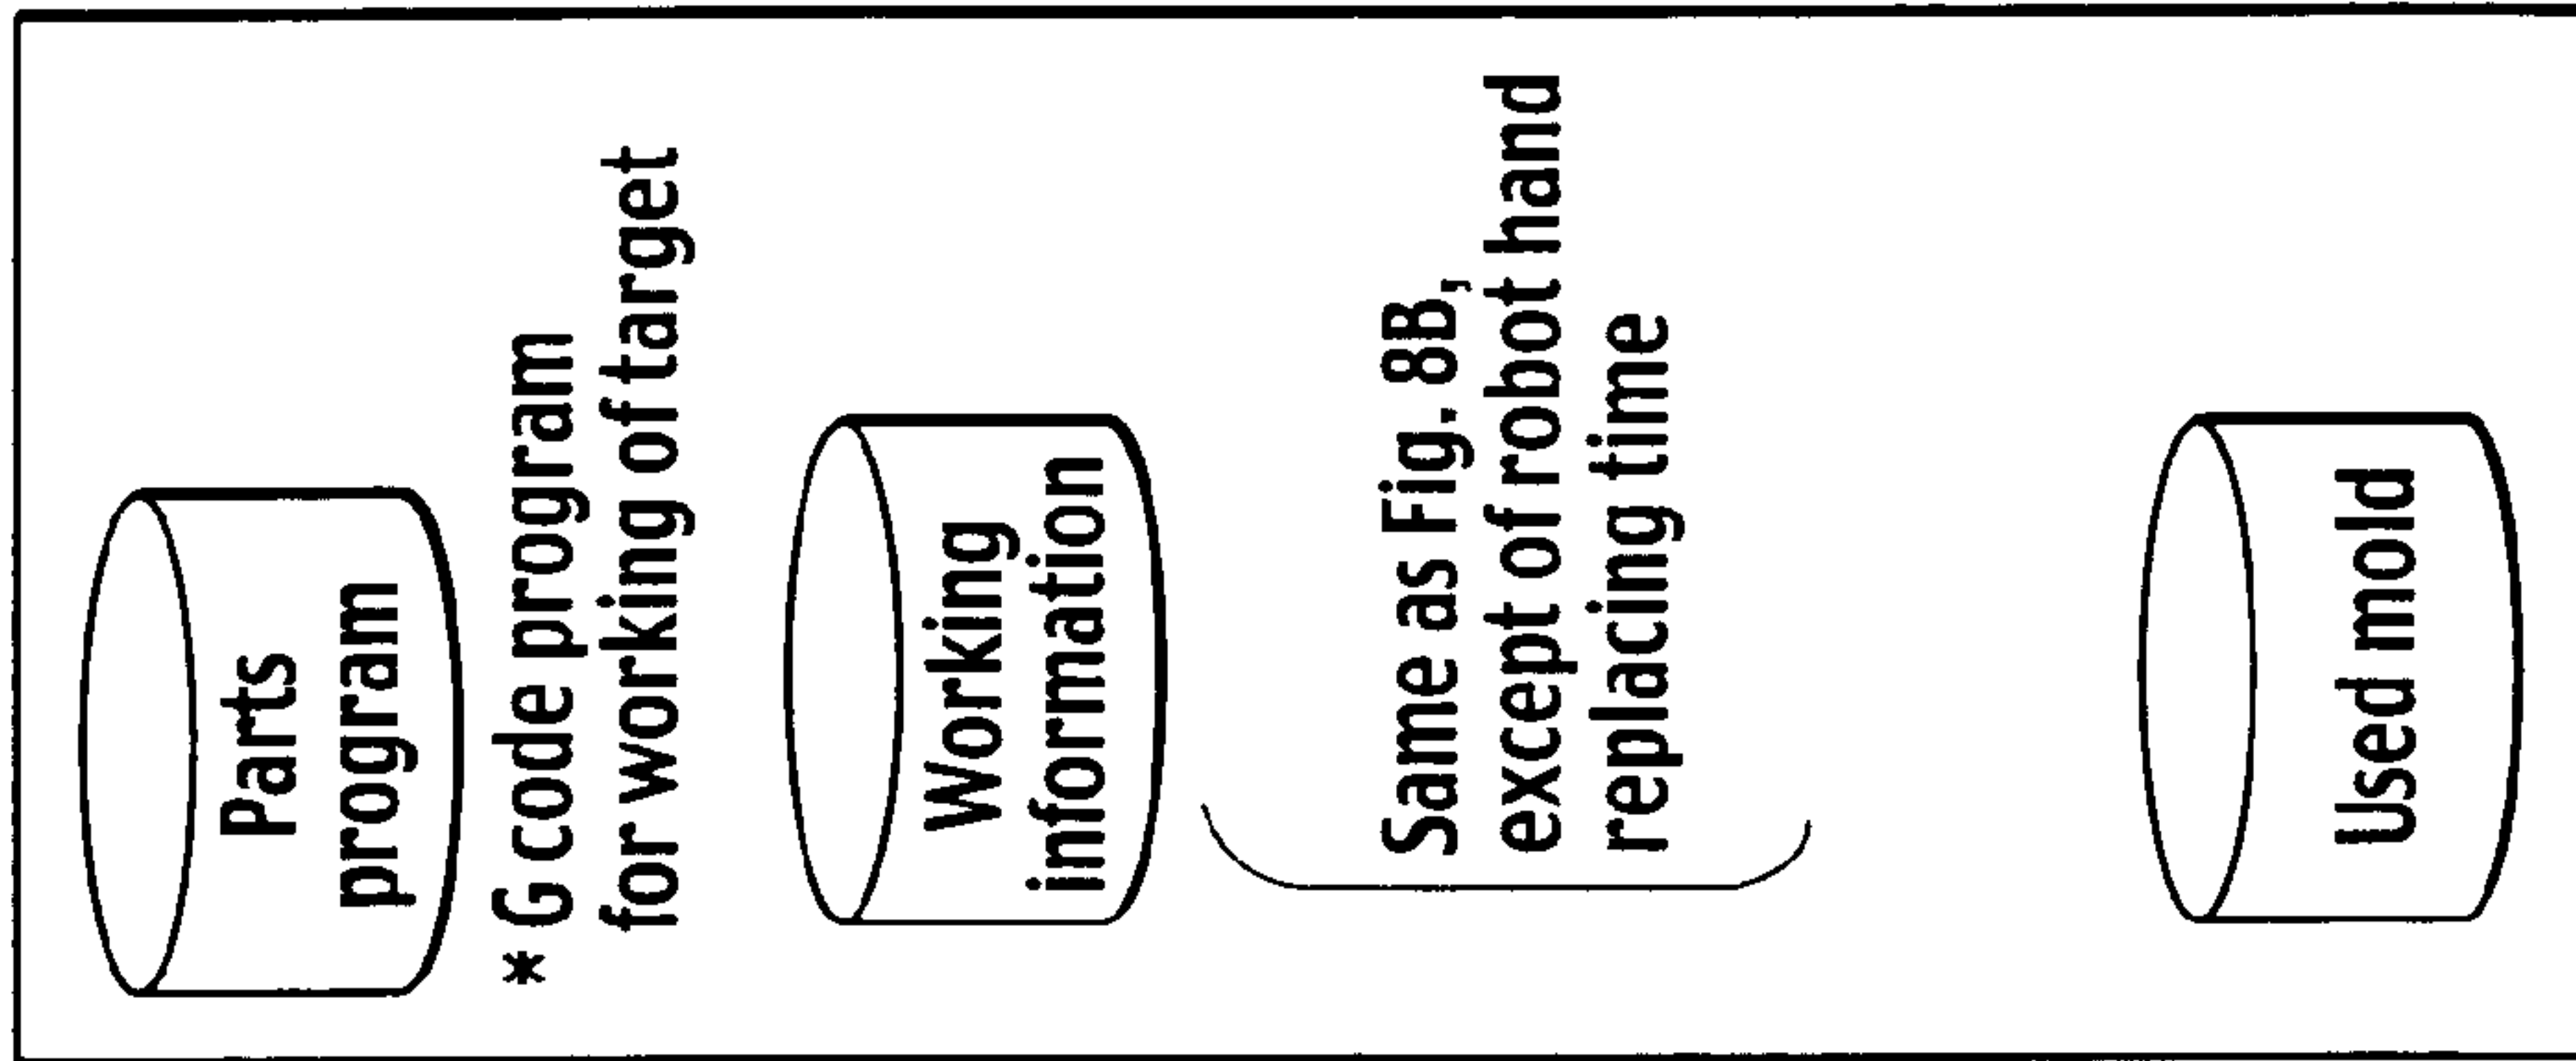 Parts
program
* G code program
for working of target
Working
information
Same as Fig. 8B,
except of robot hand
replacing time
Used mold